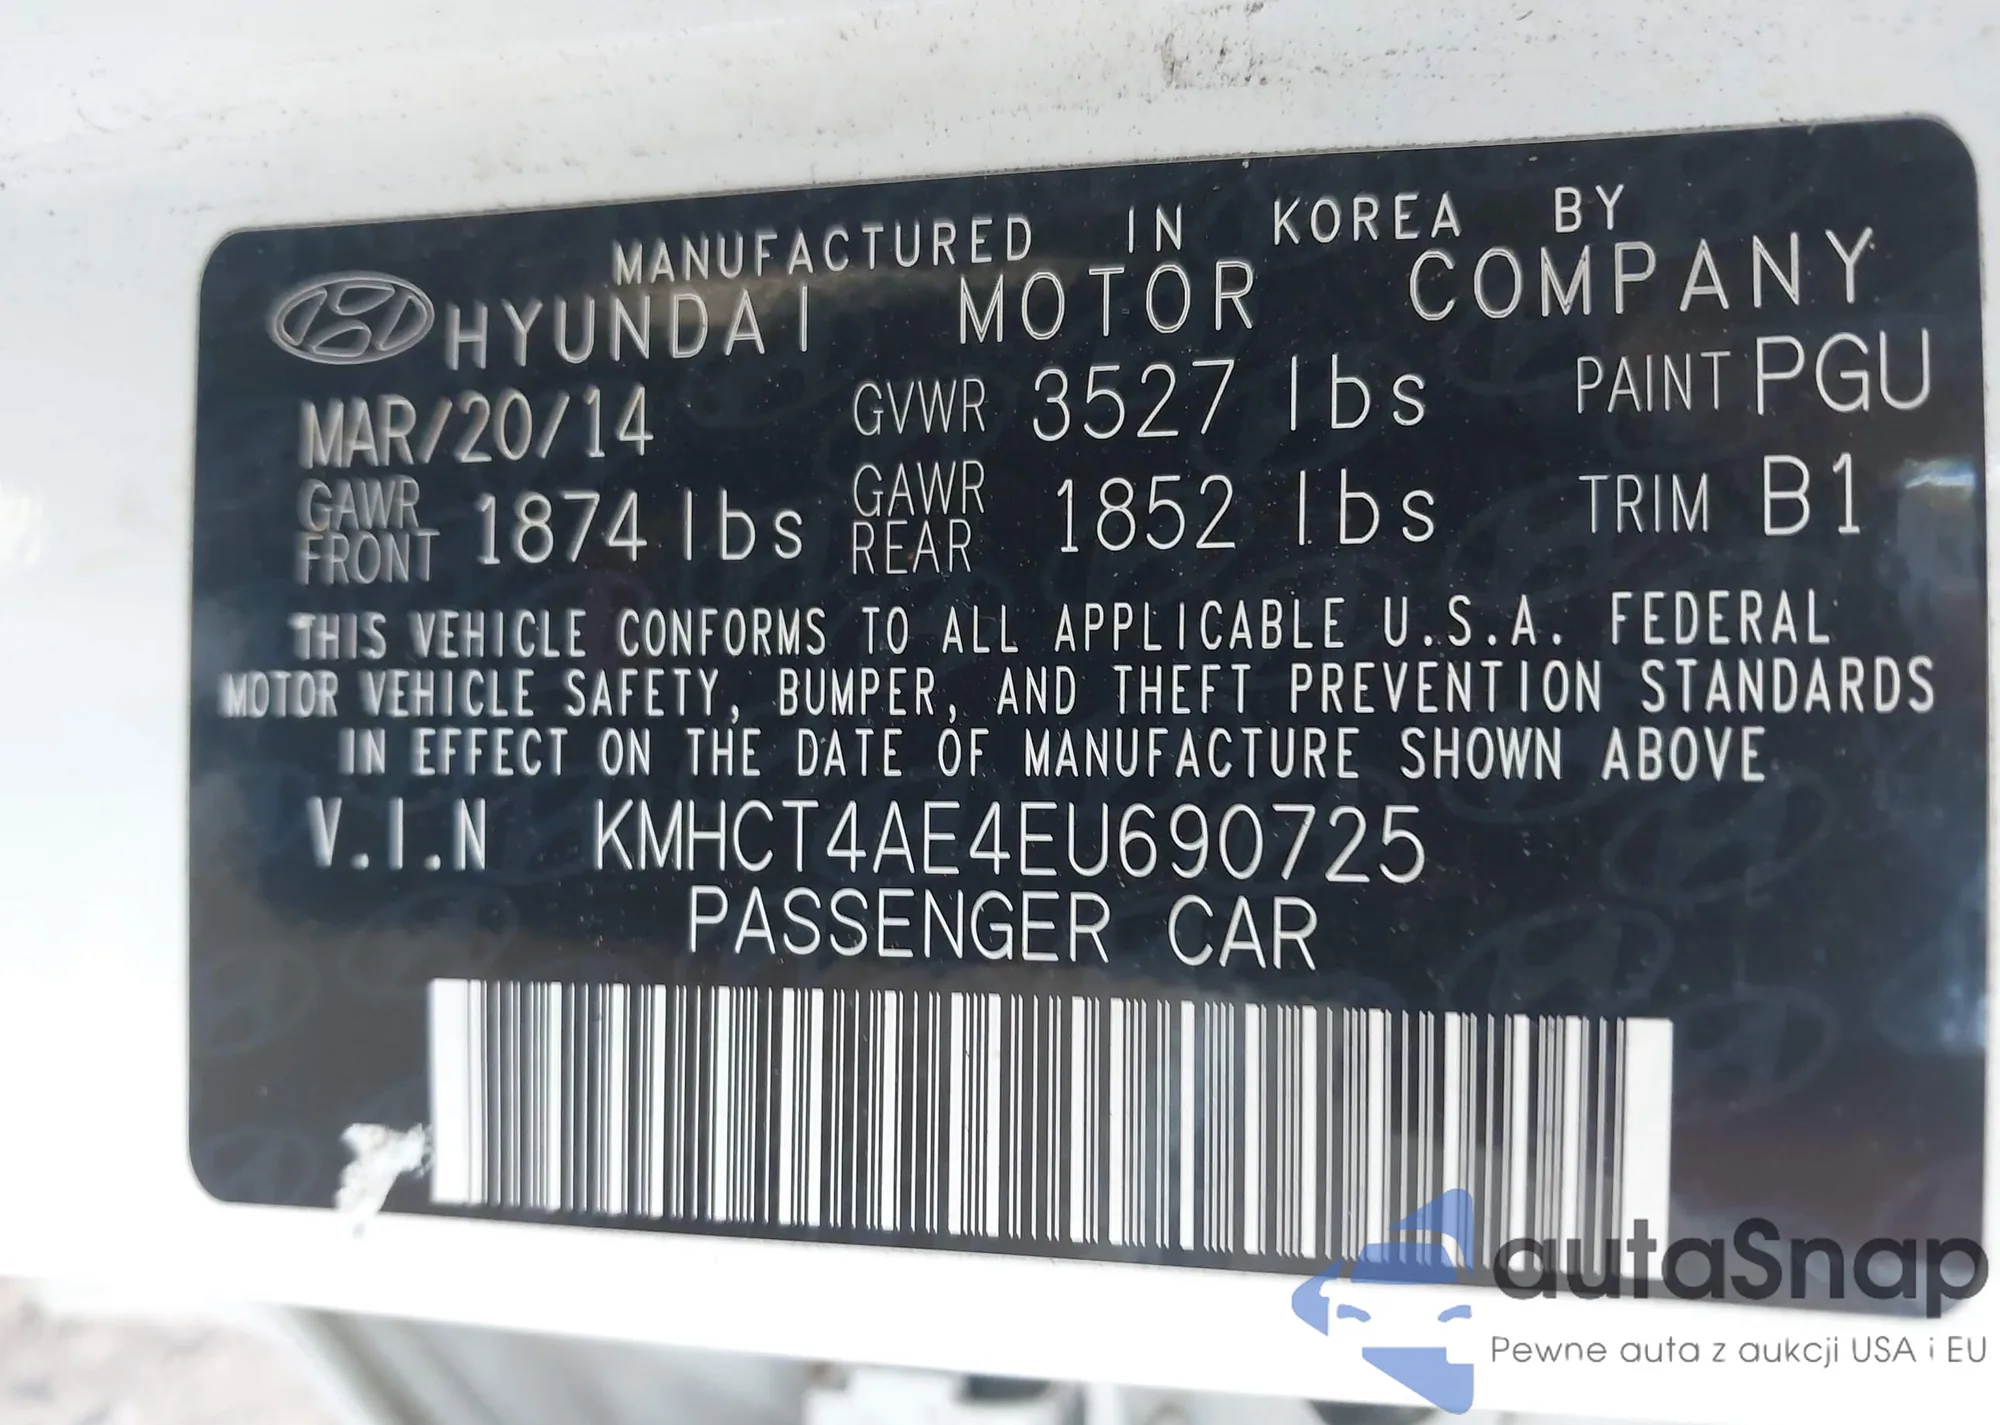 MANUFACTURED IN KOREA BY
HYUNDAI MOTOR COMPANY
MAR/20/14 GVWR 3527 lbs PAINT PGU
GAWR FRONT 1874 lbs GAWR REAR 1852 lbs TRIM B1
THIS VEHICLE CONFORMS TO ALL APPLICABLE U.S.A. FEDERAL
MOTOR VEHICLE SAFETY, BUMPER, AND THEFT PREVENTION STANDARDS
IN EFFECT ON THE DATE OF MANUFACTURE SHOWN ABOVE
V.I.N KMHCT4AE4EU690725
PASSENGER CAR
autaSnap
Pewne auta z aukcji USA i EU